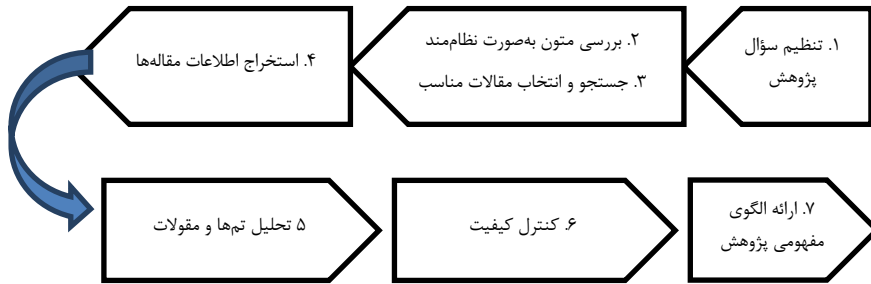 ۱. تنظیم سؤال
پژوهش
۲. بررسی متون به‌صورت نظام‌مند
۳. جستجو و انتخاب مقالات مناسب
۴. استخراج اطلاعات مقاله‌ها
۵ تحلیل تم‌ها و مقولات
۶. کنترل کیفیت
۷. ارائه الگوی
مفهومی پژوهش